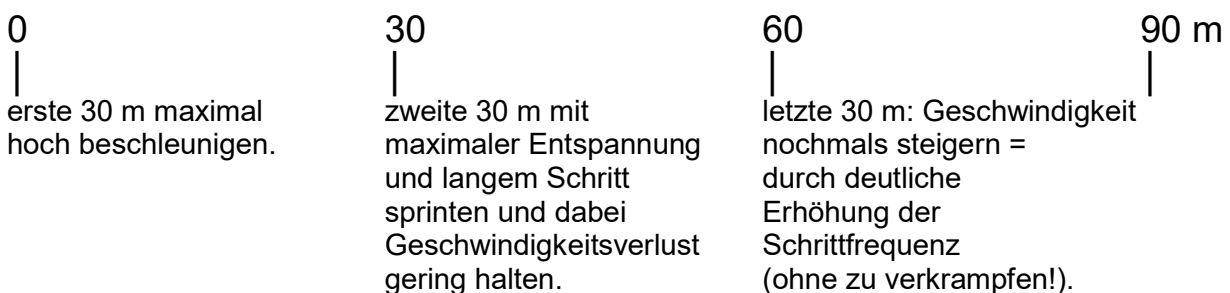 0 30 60 90 m
erste 30 m maximal
hoch beschleunigen.
zweite 30 m mit
maximaler Entspannung
und langem Schritt
sprinten und dabei
Geschwindigkeitsverlust
gering halten.
letzte 30 m: Geschwindigkeit
nochmals steigern =
durch deutliche
Erhöhung der
Schrittfrequenz
(ohne zu verkrampfen!).